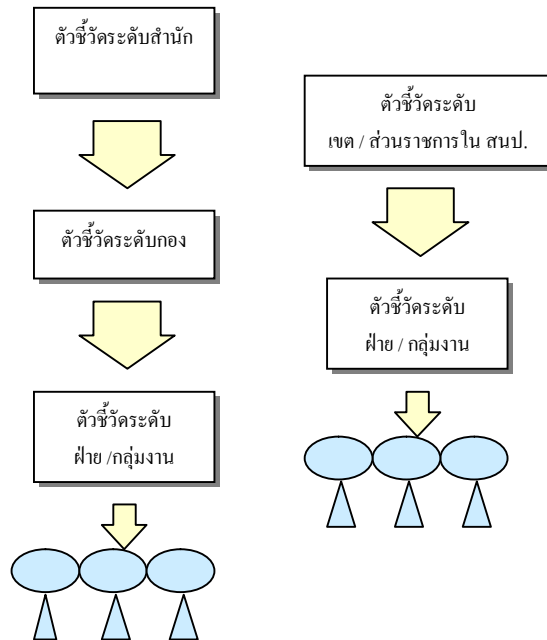 ตัวชี้วัดระดับสำนัก
ตัวชี้วัดระดับกอง
ตัวชี้วัดระดับ
ฝ่าย /กลุ่มงาน
ตัวชี้วัดระดับ
เขต / ส่วนราชการใน สนป.
ตัวชี้วัดระดับ
ฝ่าย / กลุ่มงาน